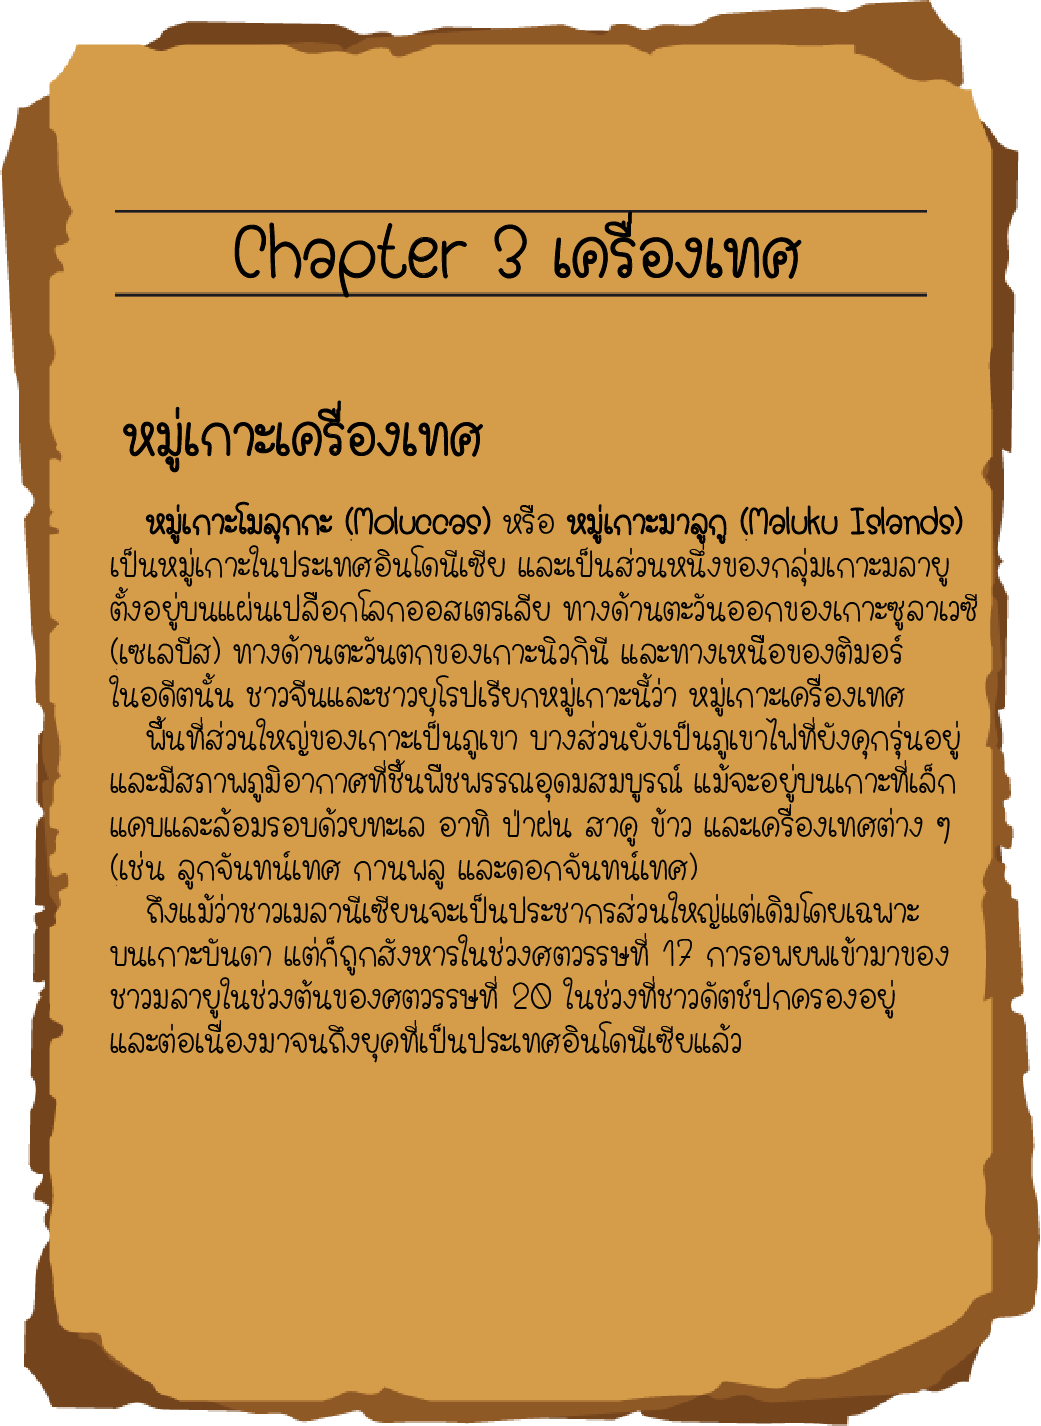 Chapter 3 เครื่องเทศ
หมู่เกาะเครื่องเทศ
หมู่เกาะโมลุกกะ (Moluccas) หรือ หมู่เกาะมาลูกู (Maluku Islands)
เป็นหมู่เกาะในประเทศอินโดนีเซีย และเป็นส่วนหนึ่งของกลุ่มเกาะมลายู
ตั้งอยู่บนแผ่นเปลือกโลกออสเตรเลีย ทางด้านตะวันออกของเกาะซูลาเวซี
(เซเลบีส) ทางด้านตะวันตกของเกาะนิวกินี และทางเหนือของติมอร์
ในอดีตนั้น ชาวจีนและชาวยุโรปเรียกหมู่เกาะนี้ว่า หมู่เกาะเครื่องเทศ
พื้นที่ส่วนใหญ่ของเกาะเป็นภูเขา บางส่วนยังเป็นภูเขาไฟที่ยังคุกรุ่นอยู่
และมีสภาพภูมิอากาศที่ชื้นพืชพรรณอุดมสมบูรณ์ แม้จะอยู่บนเกาะที่เล็ก
แคบและล้อมรอบด้วยทะเล อาทิ ป่าฝน สาคู ข้าว และเครื่องเทศต่าง ๆ
(เช่น ลูกจันทน์เทศ กานพลู และดอกจันทน์เทศ)
ถึงแม้ว่าชาวเมลานีเซียนจะเป็นประชากรส่วนใหญ่แต่เดิมโดยเฉพาะ
บนเกาะบันดา แต่ก็ถูกสังหารในช่วงศตวรรษที่ 17 การอพยพเข้ามาของ
ชาวมลายูในช่วงต้นของศตวรรษที่ 20 ในช่วงที่ชาวดัตช์ปกครองอยู่
และต่อเนื่องมาจนถึงยุคที่เป็นประเทศอินโดนีเซียแล้ว